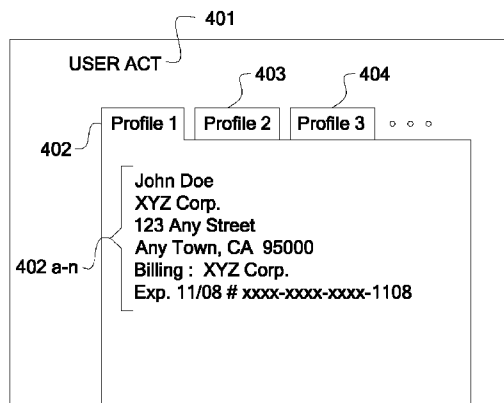 401
USER ACT
403
404
Profile 1 Profile 2 Profile 3
402
John Doe
XYZ Corp.
123 Any Street
Any Town, CA 95000
402 a-n
Billing : XYZ Corp.
Exp. 11/08 # xxxx-xxxx-xxxx-1108